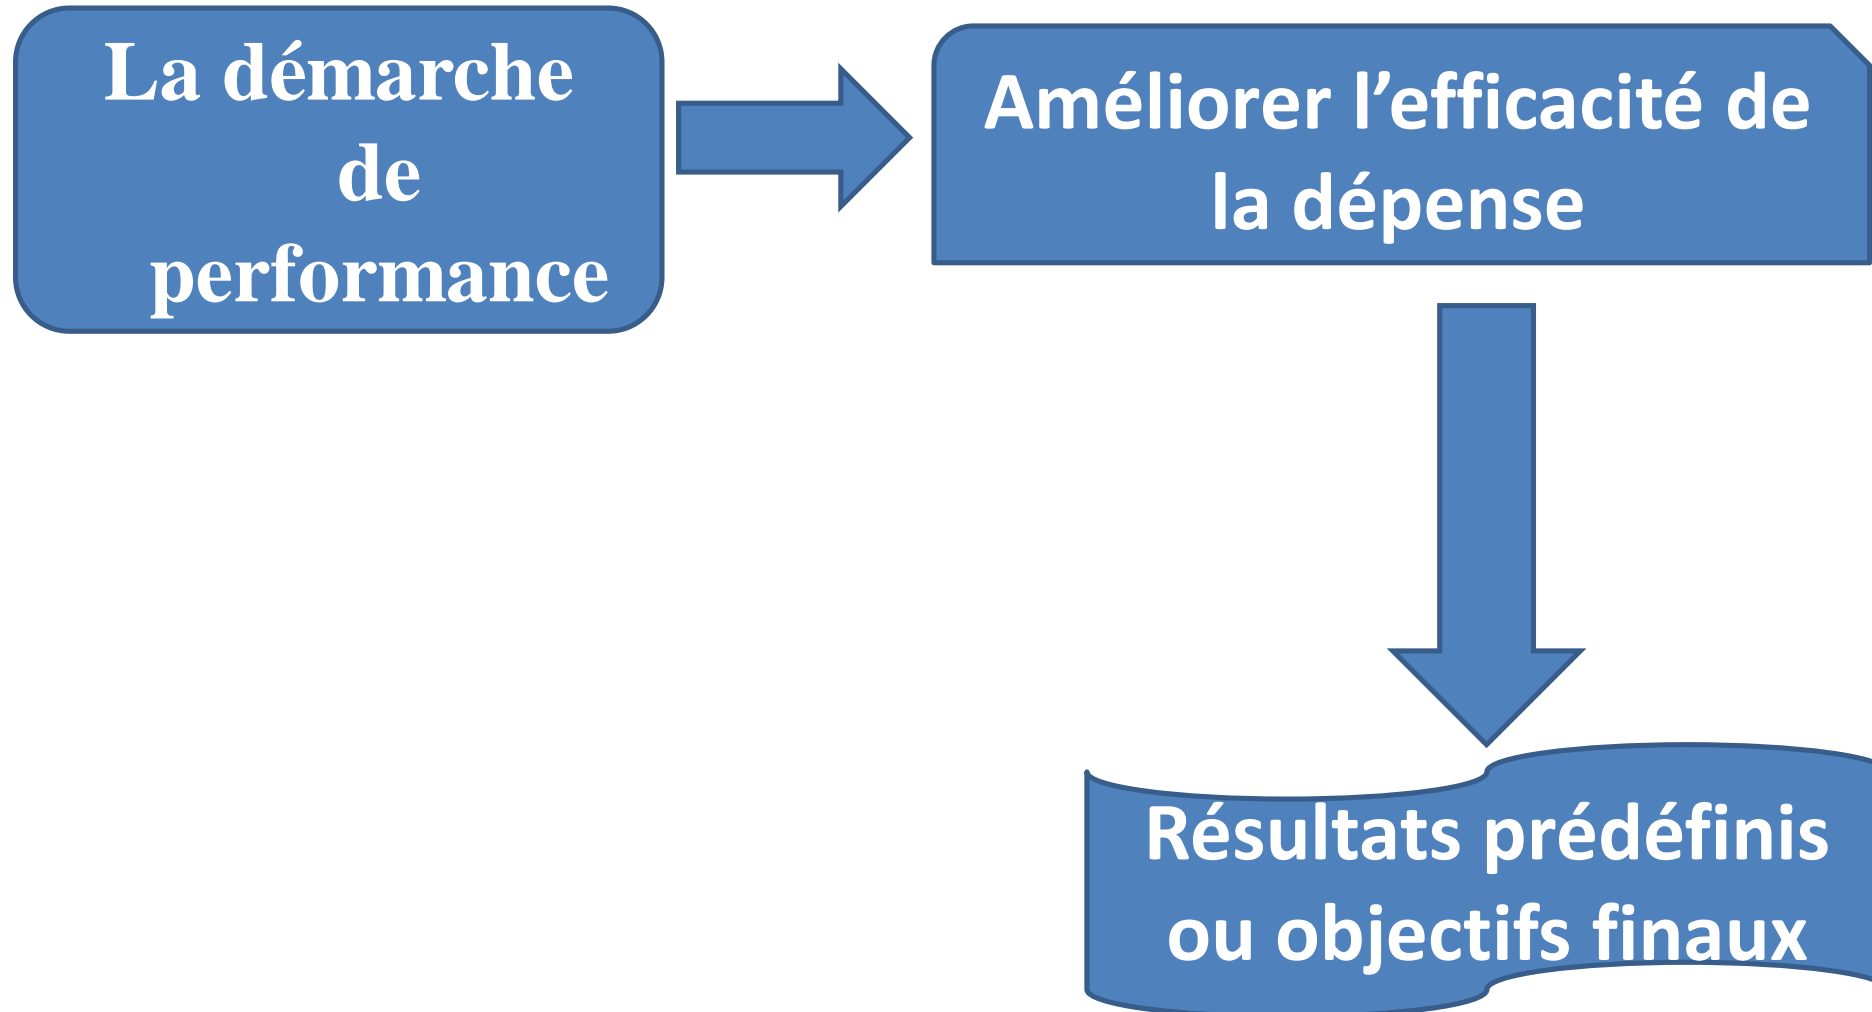 La démarche
de
performance
Améliorer l’efficacité de
la dépense
Résultats prédéfinis
ou objectifs finaux